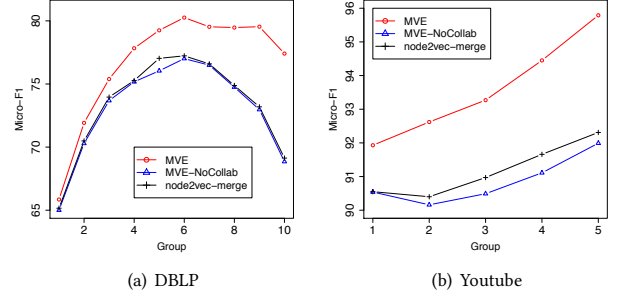 80
75
70
65
Micro-F1
MVE
MVE-NoCollab
node2vec-merge
2
4
6
8
10
Group
(a) DBLP
96
95
94
93
92
91
90
Micro-F1
MVE
MVE-NoCollab
node2vec-merge
1
2
3
4
5
Group
(b) Youtube